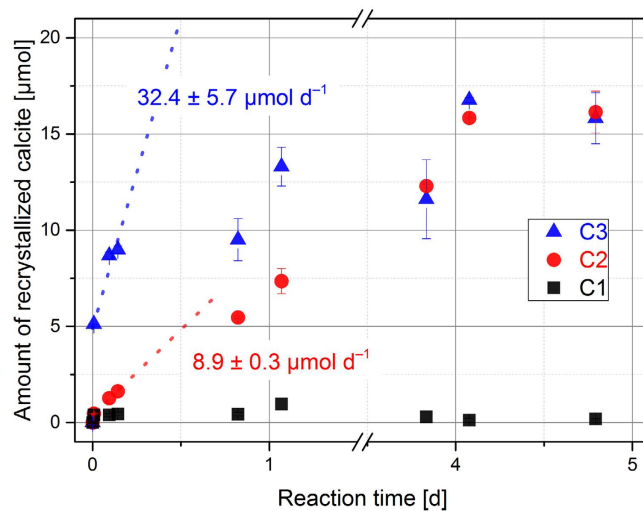 20
15
10
5
0
Amount of recrystallized calcite [µmol]
32.4 ± 5.7 µmol d⁻¹
8.9 ± 0.3 µmol d⁻¹
C3
C2
C1
0 1 4 5
Reaction time [d]